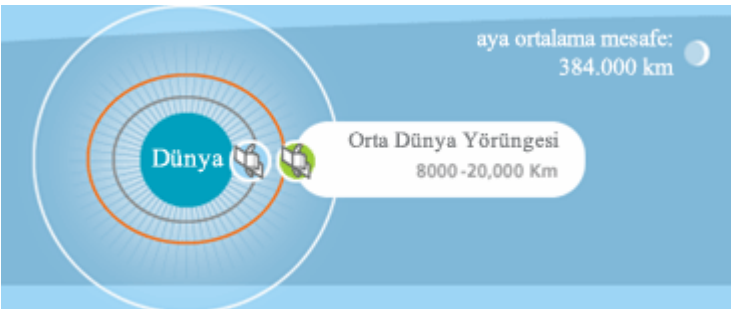 aya ortalama mesafe:
384.000 km
Dünya
Orta Dünya Yörüngesi
8000-20,000 Km